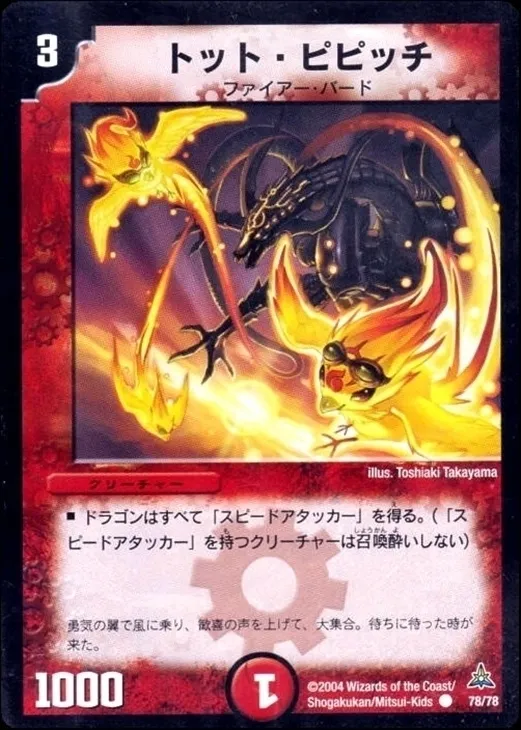 3
トット・ピピッチ
ファイアー・バード
illus. Toshiaki Takayama
クリーチャー
■ ドラゴンはすべて「スピードアタッカー」を得る。(「ス
ピードアタッカー」を持つクリーチャーは召喚酔いしない)
勇気の翼で風に乗り、歓喜の声を上げて、大集合。待ちに待った時が
来た。
1000
1
©2004 Wizards of the Coast/
Shogakukan/Mitsui-Kids
78/78